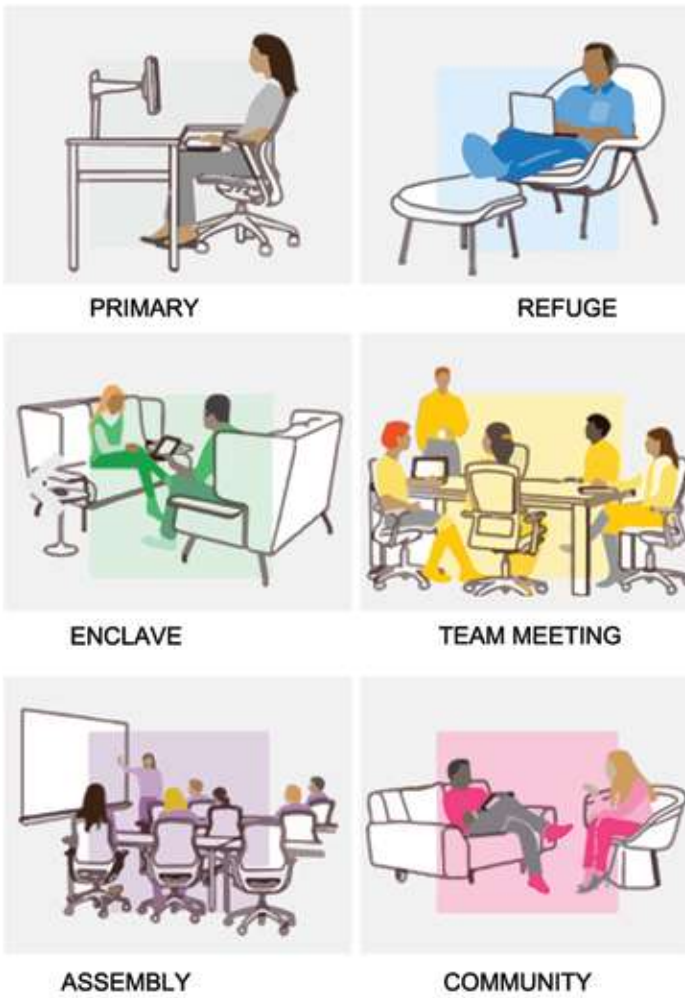 PRIMARY
REFUGE
ENCLAVE
TEAM MEETING
ASSEMBLY
COMMUNITY